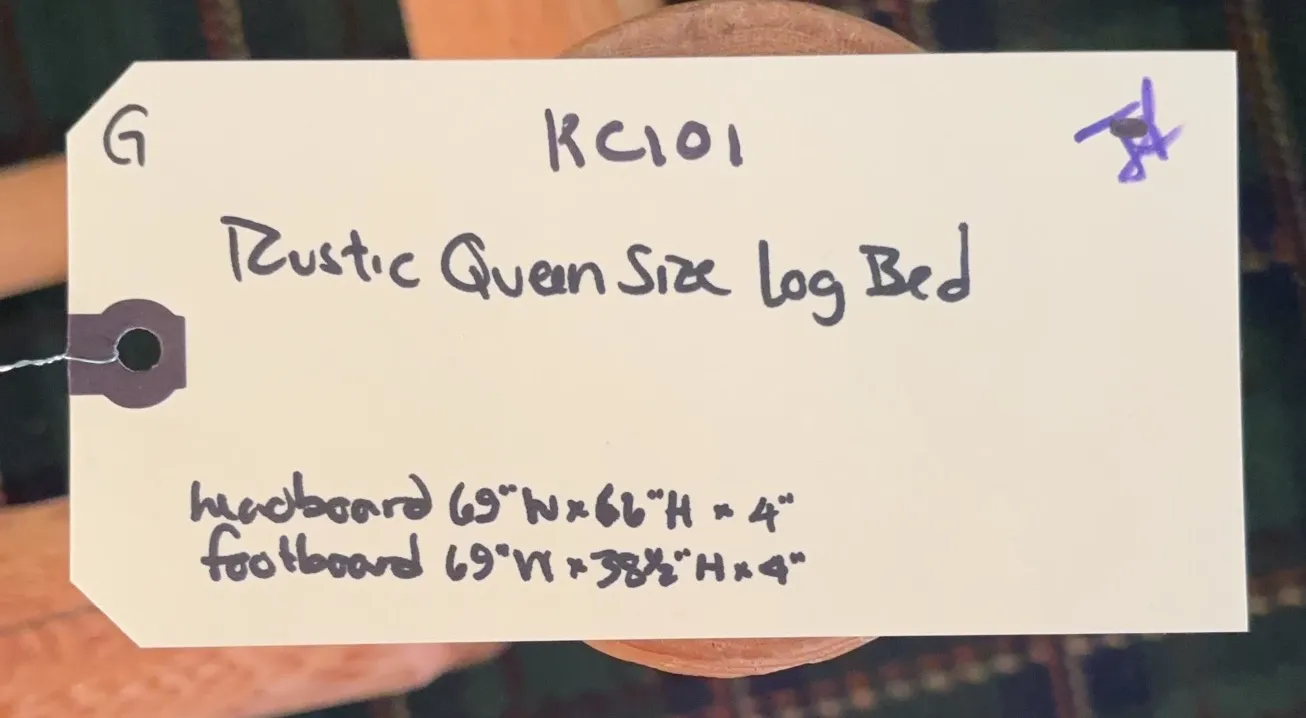 G
KC101
Rustic Queen Size Log Bed
headboard 69"W x 66"H x 4"
footboard 69"W x 38½"H x 4"